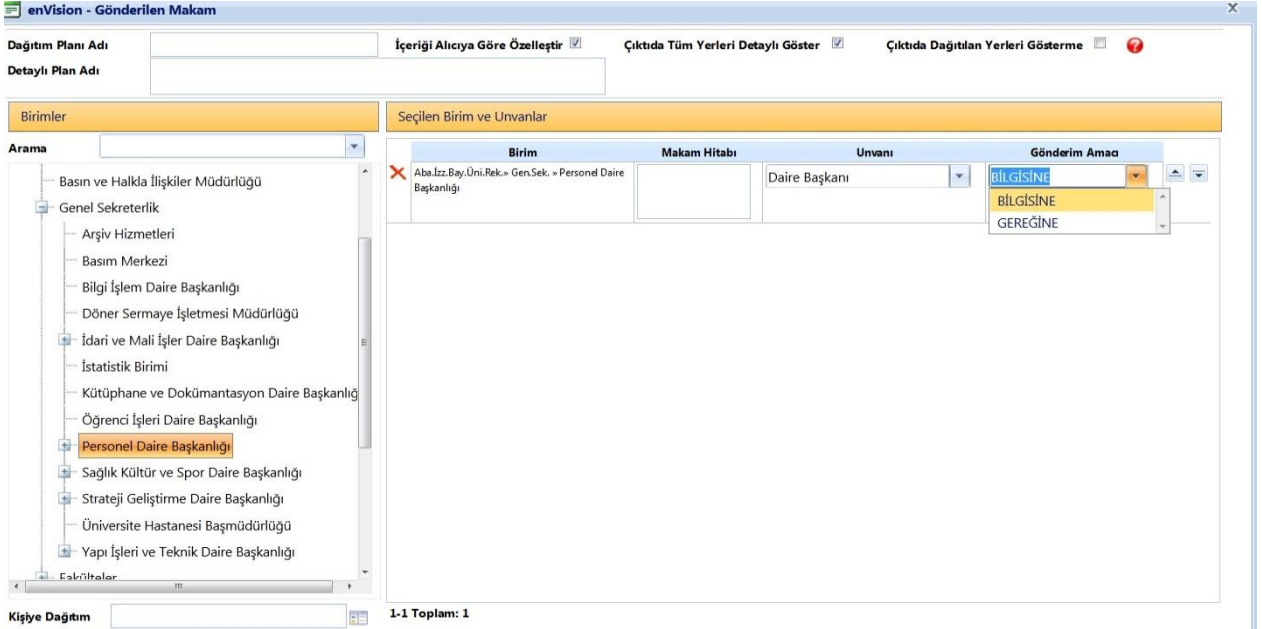 enVision - Gönderilen Makam
x
Dağıtım Planı Adı
İçeriği Alıcıya Göre Özelleştir
Çıktıda Tüm Yerleri Detaylı Göster
Çıktıda Dağıtılan Yerleri Gösterme
?
Detaylı Plan Adı
Birimler
Seçilen Birim ve Unvanlar
Arama
Birim
Makam Hitabı
Unvanı
Gönderim Amacı
Aba.İzz.Bay.Üni.Rek.» Gen.Sek. » Personel Daire
Başkanlığı
Daire Başkanı
BİLGİSİNE
BİLGİSİNE
GEREĞİNE
Basın ve Halkla İlişkiler Müdürlüğü
Genel Sekreterlik
Arşiv Hizmetleri
Basım Merkezi
Bilgi İşlem Daire Başkanlığı
Döner Sermaye İşletmesi Müdürlüğü
İdari ve Mali İşler Daire Başkanlığı
İstatistik Birimi
Kütüphane ve Dokümantasyon Daire Başkanlığ
Öğrenci İşleri Daire Başkanlığı
Personel Daire Başkanlığı
Sağlık Kültür ve Spor Daire Başkanlığı
Strateji Geliştirme Daire Başkanlığı
Üniversite Hastanesi Başmüdürlüğü
Yapı İşleri ve Teknik Daire Başkanlığı
Fakülteler
Kişiye Dağıtım
1-1 Toplam: 1